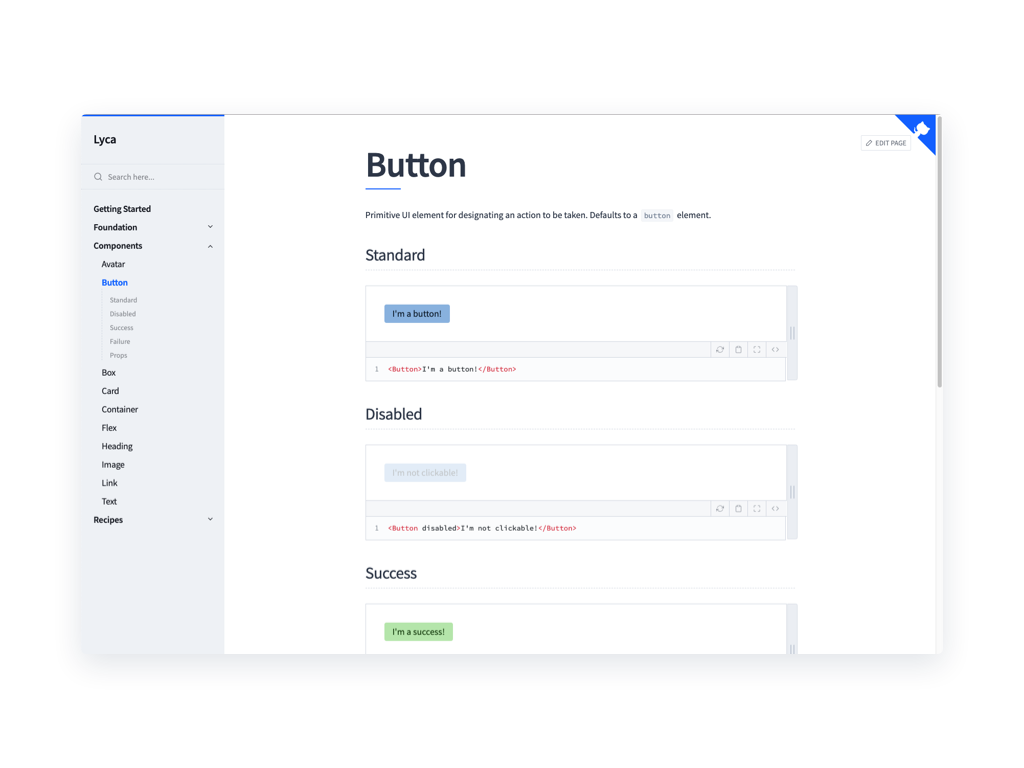 Lyca
Search here...
Getting Started
Foundation
Components
Avatar
Button
Standard
Disabled
Success
Failure
Props
Box
Card
Container
Flex
Heading
Image
Link
Text
Recipes
EDIT PAGE
Button
Primitive UI element for designating an action to be taken. Defaults to a button element.
Standard
I'm a button!
1 <Button>I'm a button!</Button>
Disabled
I'm not clickable!
1 <Button disabled>I'm not clickable!</Button>
Success
I'm a success!